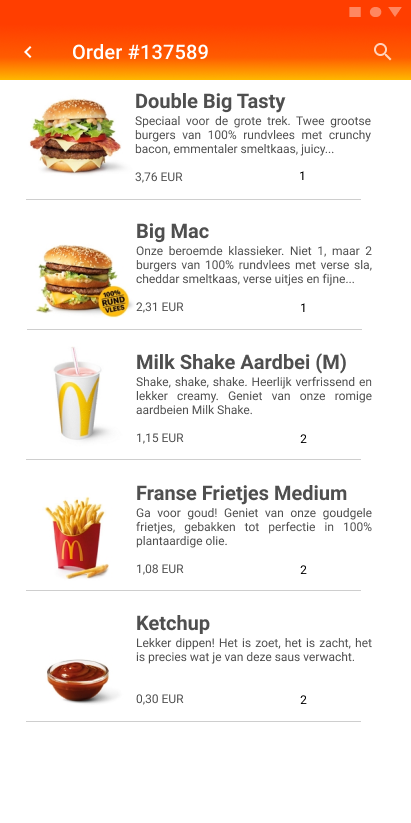 Order #137589
Double Big Tasty
Speciaal voor de grote trek. Twee grootse
burgers van 100% rundvlees met crunchy
bacon, emmentaler smeltkaas, juicy...
3,76 EUR 1
Big Mac
Onze beroemde klassieker. Niet 1, maar 2
burgers van 100% rundvlees met verse sla,
cheddar smeltkaas, verse uitjes en fijne...
100%
RUND
VLEES
2,31 EUR 1
Milk Shake Aardbei (M)
Shake, shake, shake. Heerlijk verfrissend en
lekker creamy. Geniet van onze romige
aardbeien Milk Shake.
1,15 EUR 2
Franse Frietjes Medium
Ga voor goud! Geniet van onze goudgele
frietjes, gebakken tot perfectie in 100%
plantaardige olie.
1,08 EUR 2
Ketchup
Lekker dippen! Het is zoet, het is zacht, het
is precies wat je van deze saus verwacht.
0,30 EUR 2